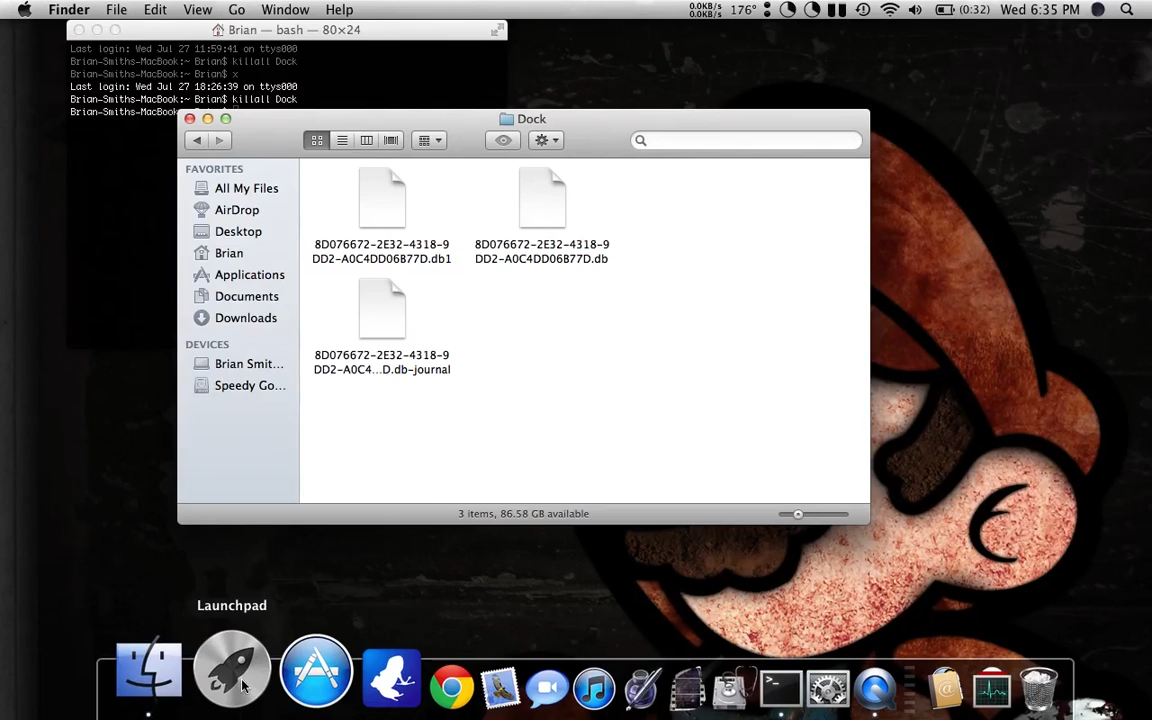 Finder File Edit View Go Window Help
0.0KB/s
0.0KB/s
176° (0:32) Wed 6:35 PM
Brian — bash — 80×24
Last login: Wed Jul 27 11:59:41 on ttys000
Brian-Smiths-MacBook:~ Brian$ killall Dock
Brian-Smiths-MacBook:~ Brian$ x
Last login: Wed Jul 27 18:26:39 on ttys000
Brian-Smiths-MacBook:~ Brian$ killall Dock
Brian-Smiths-MacBook
Dock
FAVORITES
All My Files
AirDrop
Desktop
Brian
Applications
Documents
Downloads
DEVICES
Brian Smit...
Speedy Go...
8D076672-2E32-4318-9
DD2-A0C4DD06B77D.db1
8D076672-2E32-4318-9
DD2-A0C4DD06B77D.db
8D076672-2E32-4318-9
DD2-A0C4...D.db-journal
3 items, 86.58 GB available
Launchpad